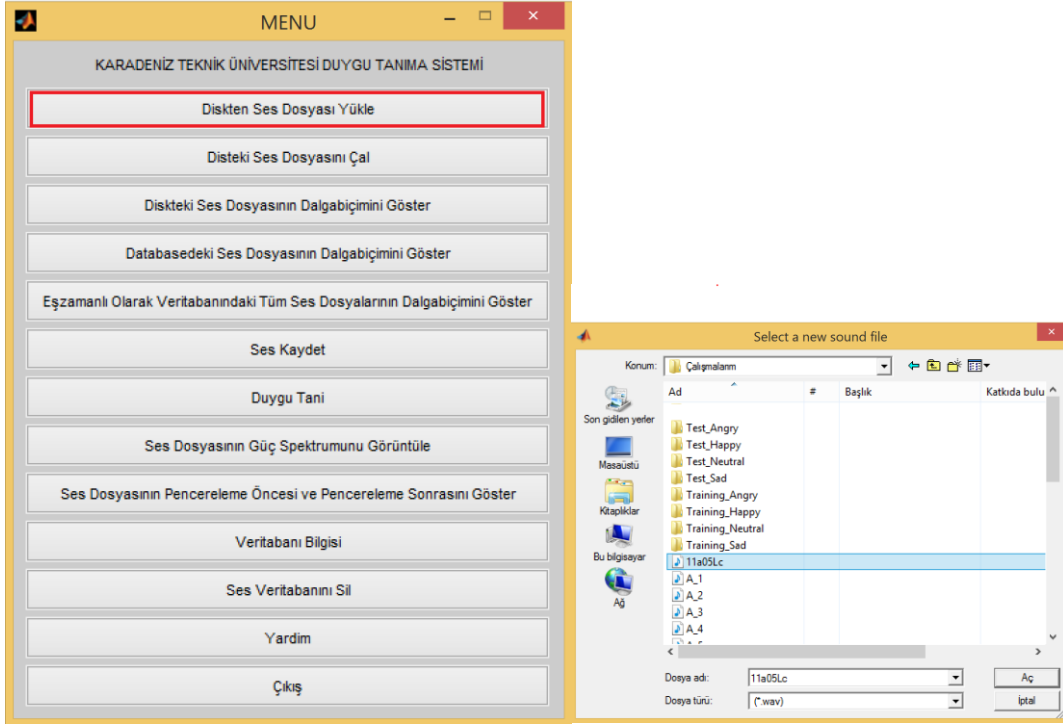 MENU
KARADENİZ TEKNİK ÜNİVERSİTESİ DUYGU TANIMA SİSTEMİ
Diskten Ses Dosyası Yükle
Disteki Ses Dosyasını Çal
Diskteki Ses Dosyasının Dalgabiçimini Göster
Databasedeki Ses Dosyasının Dalgabiçimini Göster
Eşzamanlı Olarak Veritabanındaki Tüm Ses Dosyalarının Dalgabiçimini Göster
Ses Kaydet
Duygu Tani
Ses Dosyasının Güç Spektrumunu Görüntüle
Ses Dosyasının Pencereleme Öncesi ve Pencereleme Sonrasını Göster
Veritabanı Bilgisi
Ses Veritabanını Sil
Yardim
Çıkış
Select a new sound file
Konum: Çalışmalarım
Son gidilen yerler
Masaüstü
Kitaplıklar
Bu bilgisayar
Ağ
Ad # Başlık Katkıda bulu
Test_Angry
Test_Happy
Test_Neutral
Test_Sad
Training_Angry
Training_Happy
Training_Neutral
Training_Sad
11a05Lc
A_1
A_2
A_3
A_4
Dosya adı: 11a05Lc Aç
Dosya türü: (*.wav) İptal